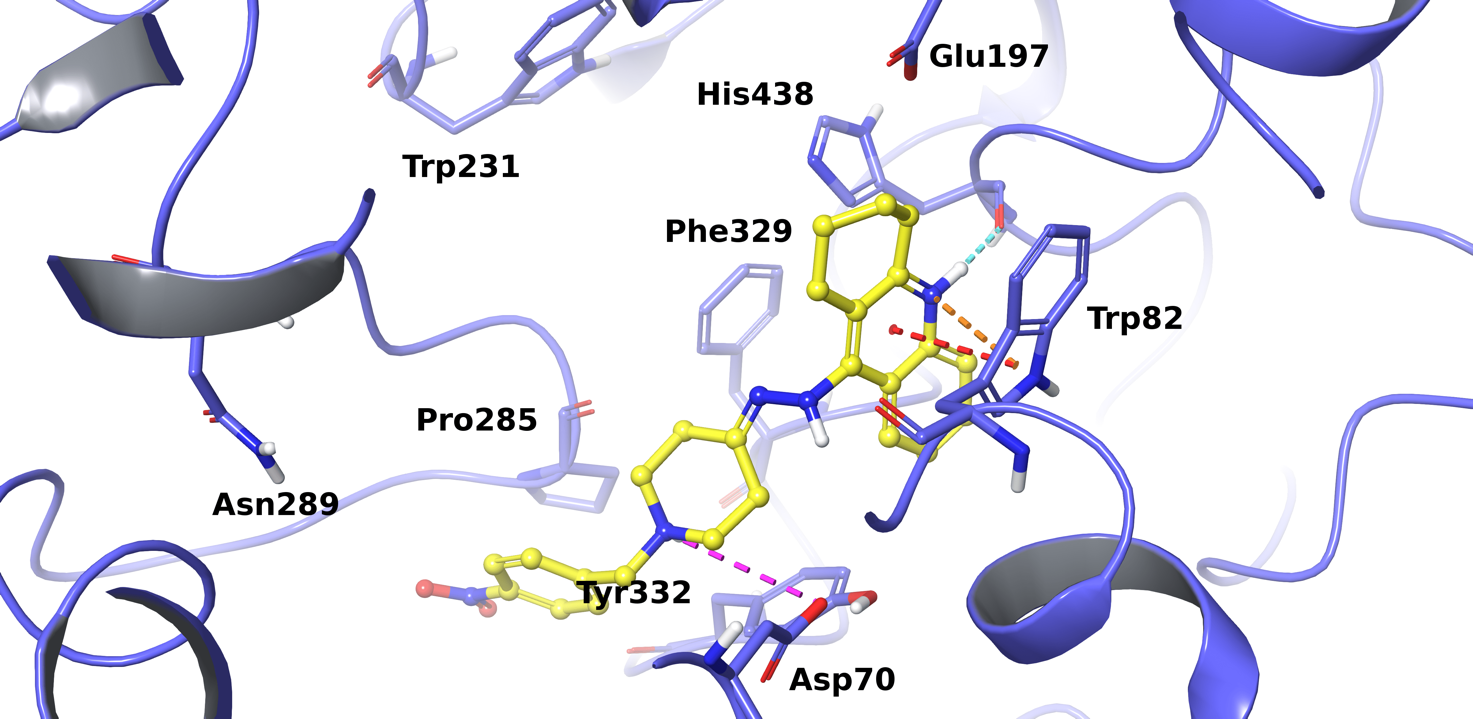 Glu197
His438
Trp231
Phe329
Trp82
Pro285
Asn289
Tyr332
Asp70